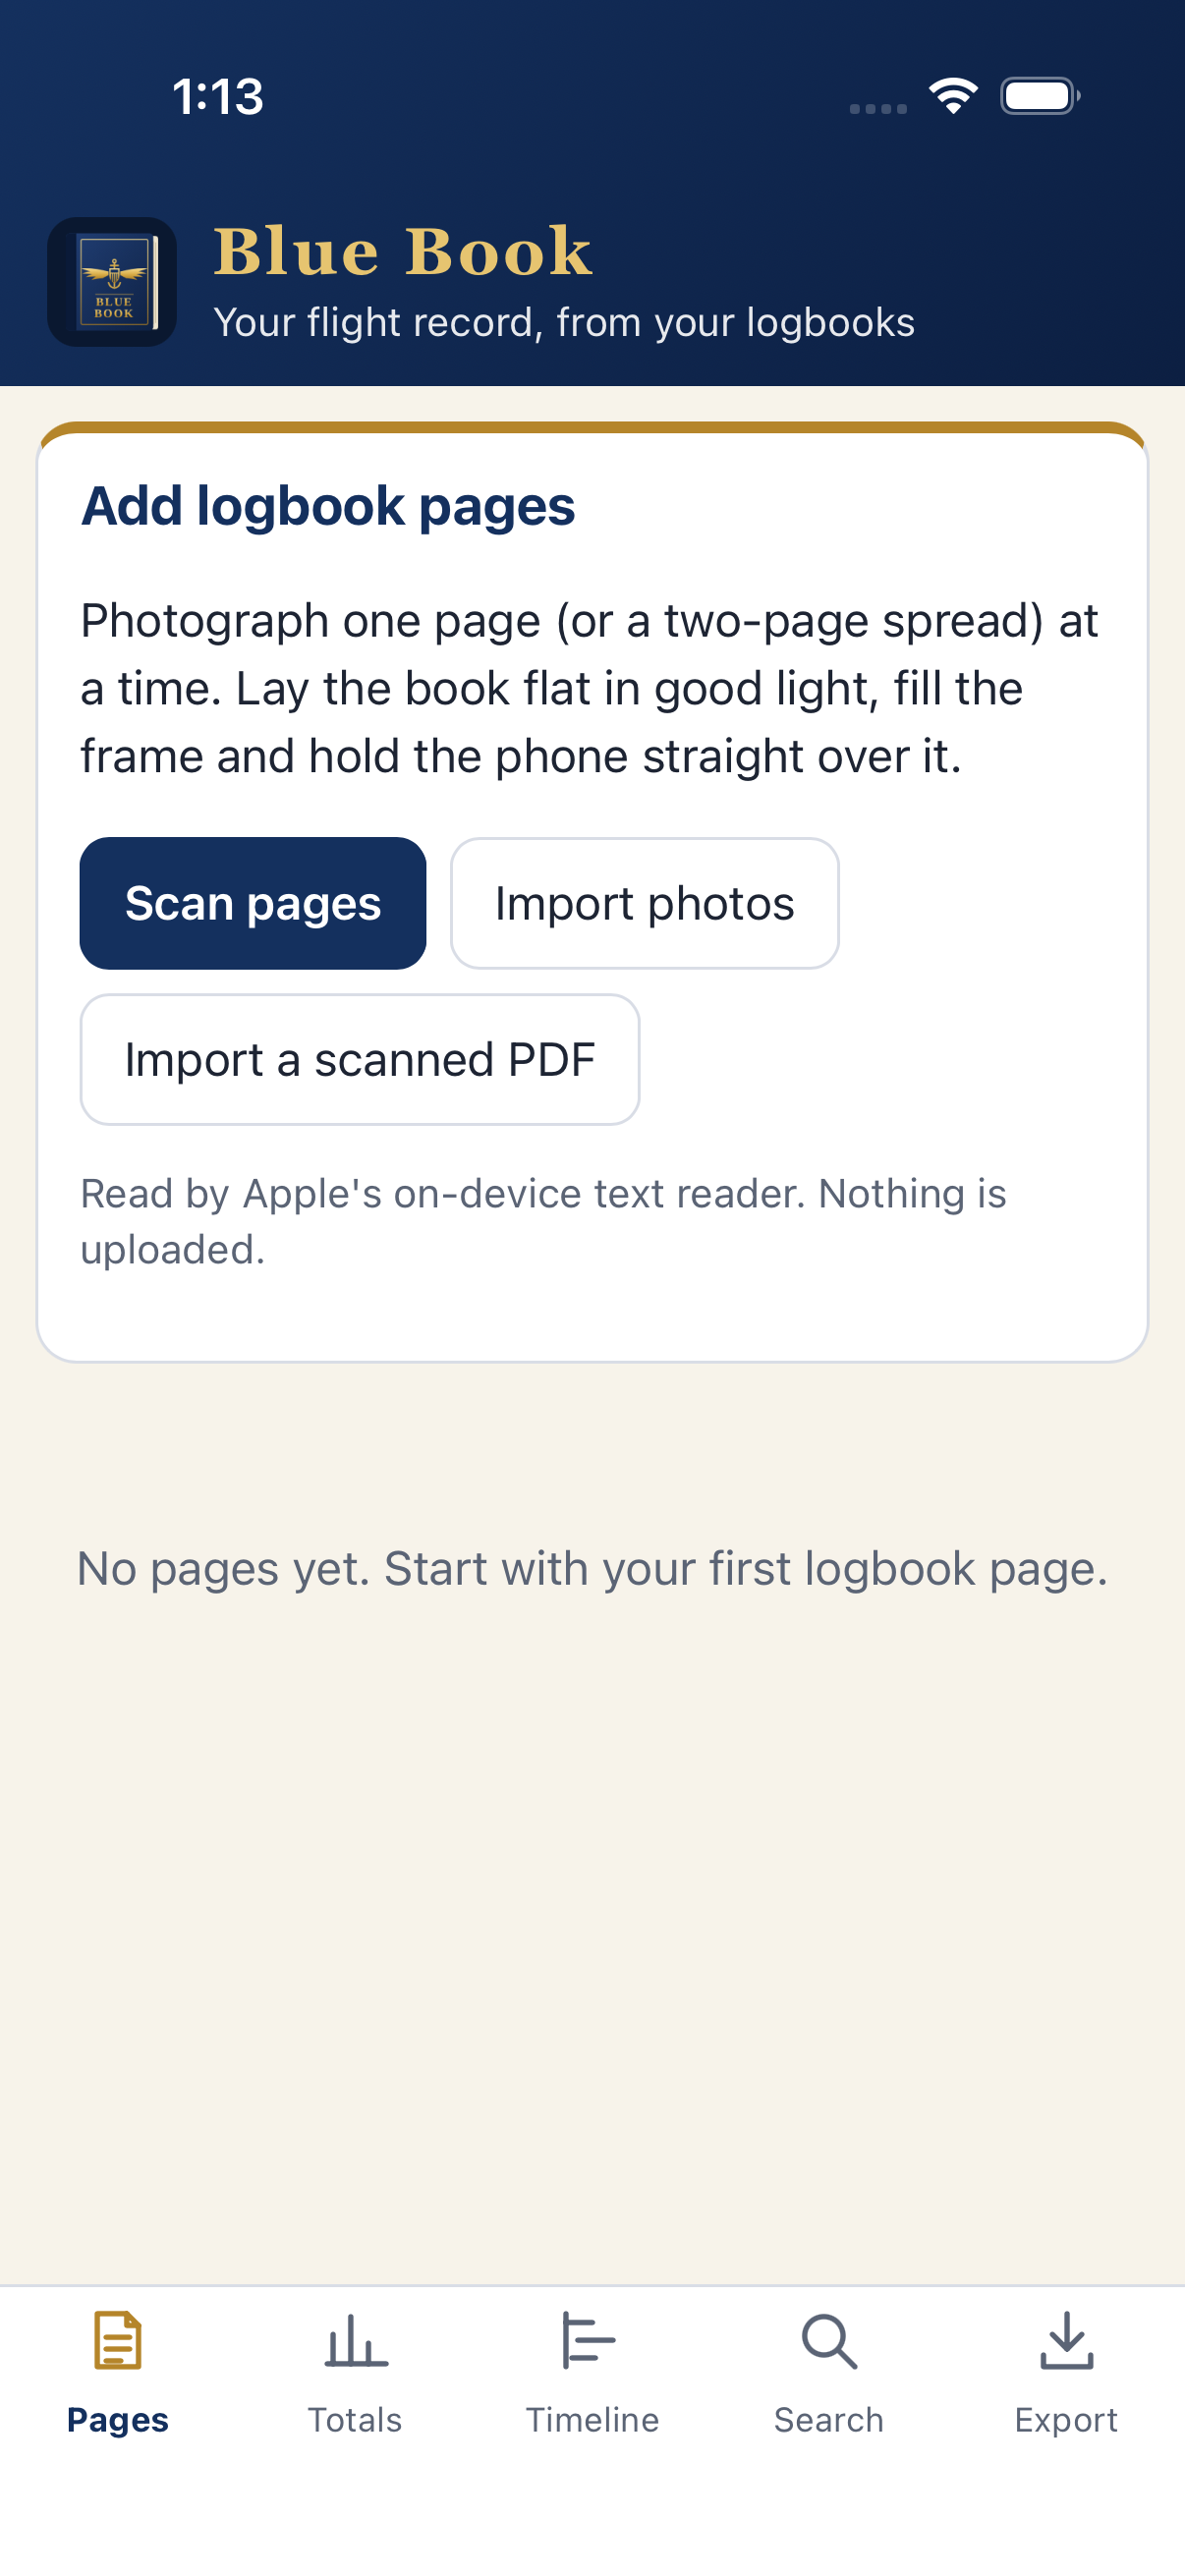 1:13
BLUE
BOOK
Blue Book
Your flight record, from your logbooks
Add logbook pages
Photograph one page (or a two-page spread) at
a time. Lay the book flat in good light, fill the
frame and hold the phone straight over it.
Scan pages
Import photos
Import a scanned PDF
Read by Apple's on-device text reader. Nothing is
uploaded.
No pages yet. Start with your first logbook page.
Pages
Totals
Timeline
Search
Export